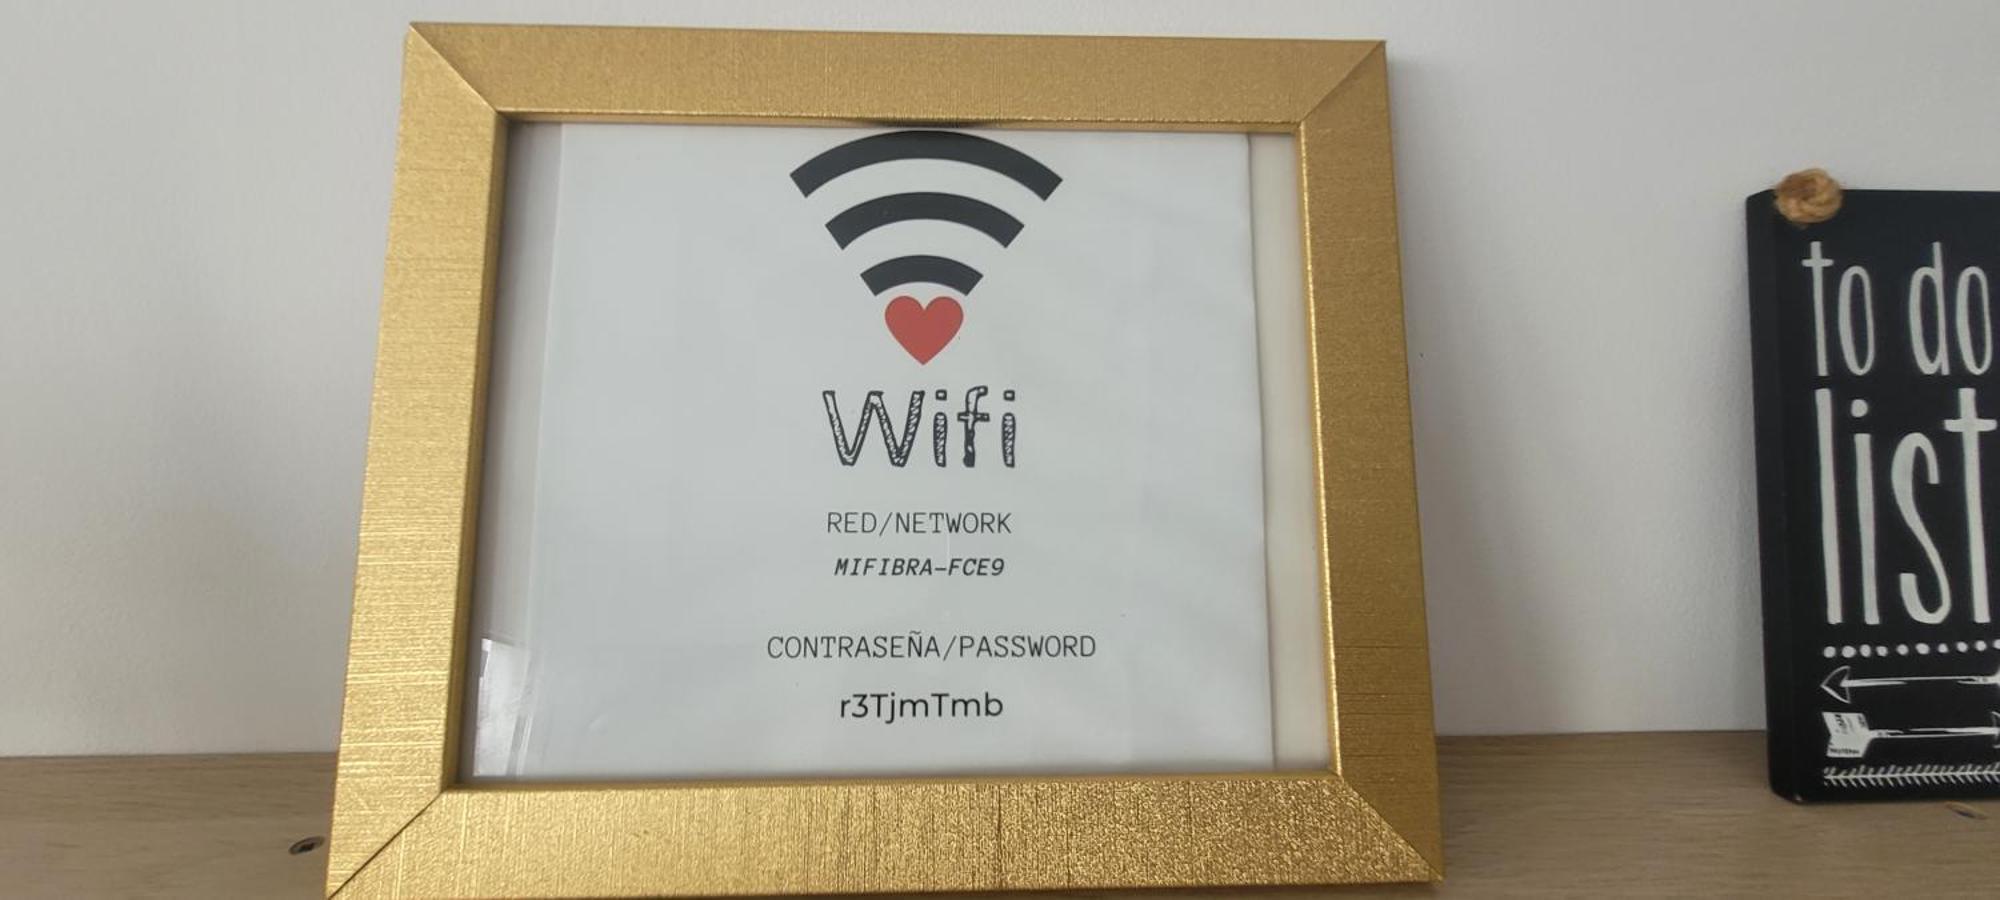 Wifi
RED/NETWORK
MIFIBRA-FCE9
CONTRASEÑA/PASSWORD
r3TjmTmb
to do
list